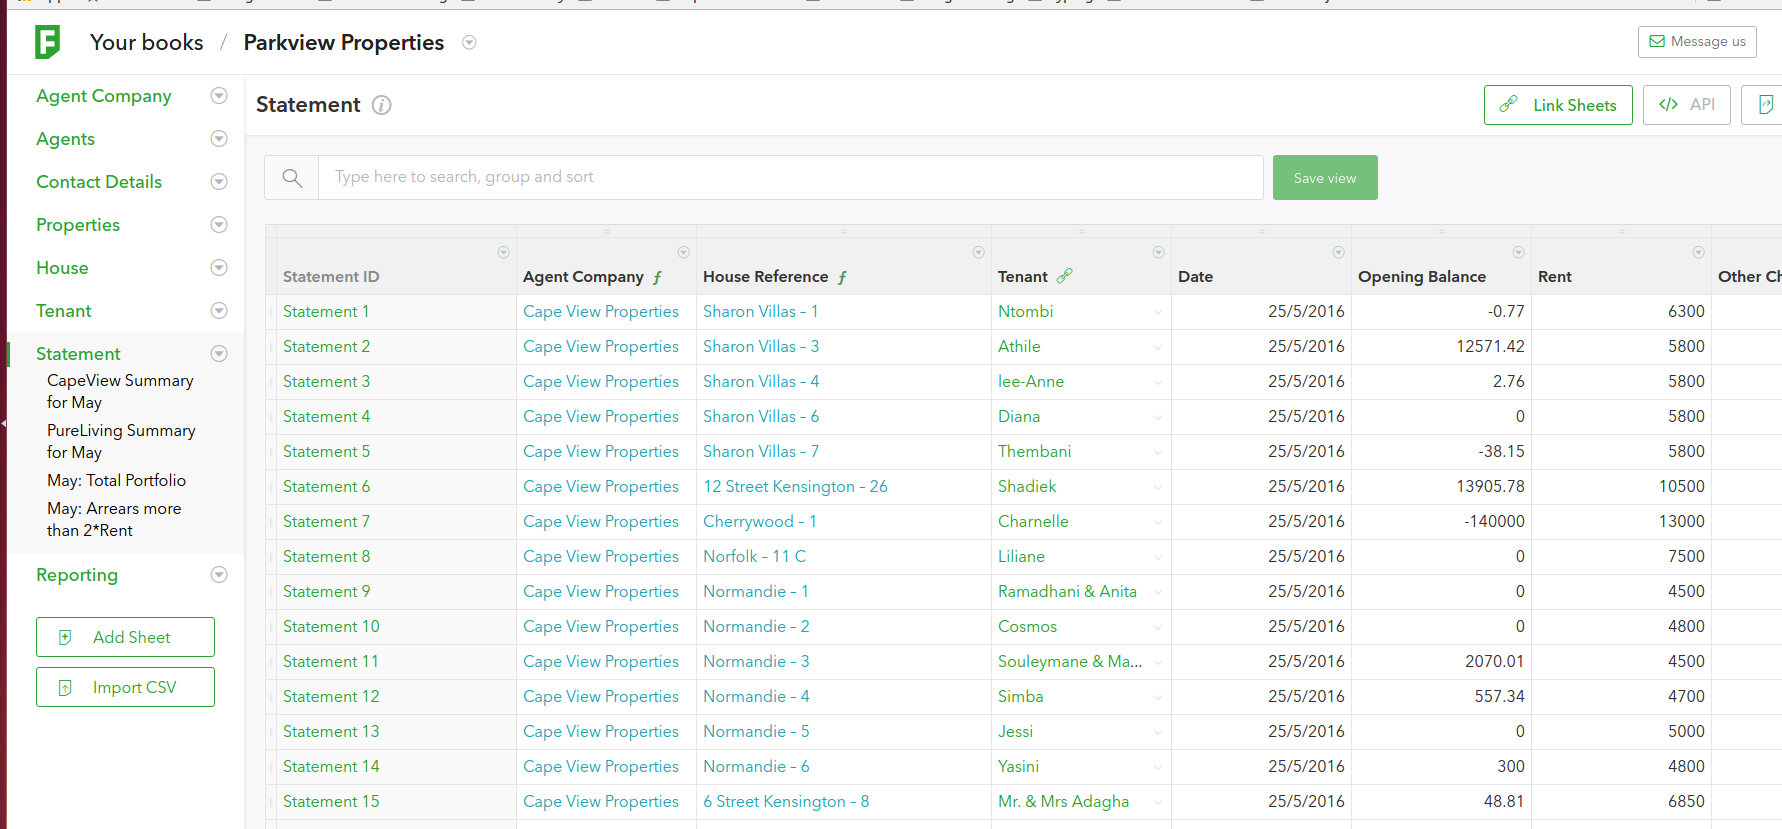 Your books / Parkview Properties
Message us
Agent Company
Agents
Contact Details
Properties
House
Tenant
Statement
CapeView Summary
for May
PureLiving Summary
for May
May: Total Portfolio
May: Arrears more
than 2*Rent
Reporting
Add Sheet
Import CSV
Statement
Link Sheets
</> API
Type here to search, group and sort
Save view
Statement ID Agent Company ƒ House Reference ƒ Tenant Date Opening Balance Rent Other Ch
Statement 1 Cape View Properties Sharon Villas – 1 Ntombi 25/5/2016 -0.77 6300
Statement 2 Cape View Properties Sharon Villas – 3 Athile 25/5/2016 12571.42 5800
Statement 3 Cape View Properties Sharon Villas – 4 lee-Anne 25/5/2016 2.76 5800
Statement 4 Cape View Properties Sharon Villas – 6 Diana 25/5/2016 0 5800
Statement 5 Cape View Properties Sharon Villas – 7 Thembani 25/5/2016 -38.15 5800
Statement 6 Cape View Properties 12 Street Kensington – 26 Shadiek 25/5/2016 13905.78 10500
Statement 7 Cape View Properties Cherrywood – 1 Charnelle 25/5/2016 -140000 13000
Statement 8 Cape View Properties Norfolk – 11 C Liliane 25/5/2016 0 7500
Statement 9 Cape View Properties Normandie – 1 Ramadhani & Anita 25/5/2016 0 4500
Statement 10 Cape View Properties Normandie – 2 Cosmos 25/5/2016 0 4800
Statement 11 Cape View Properties Normandie – 3 Souleymane & Ma... 25/5/2016 2070.01 4500
Statement 12 Cape View Properties Normandie – 4 Simba 25/5/2016 557.34 4700
Statement 13 Cape View Properties Normandie – 5 Jessi 25/5/2016 0 5000
Statement 14 Cape View Properties Normandie – 6 Yasini 25/5/2016 300 4800
Statement 15 Cape View Properties 6 Street Kensington – 8 Mr. & Mrs Adagha 25/5/2016 48.81 6850